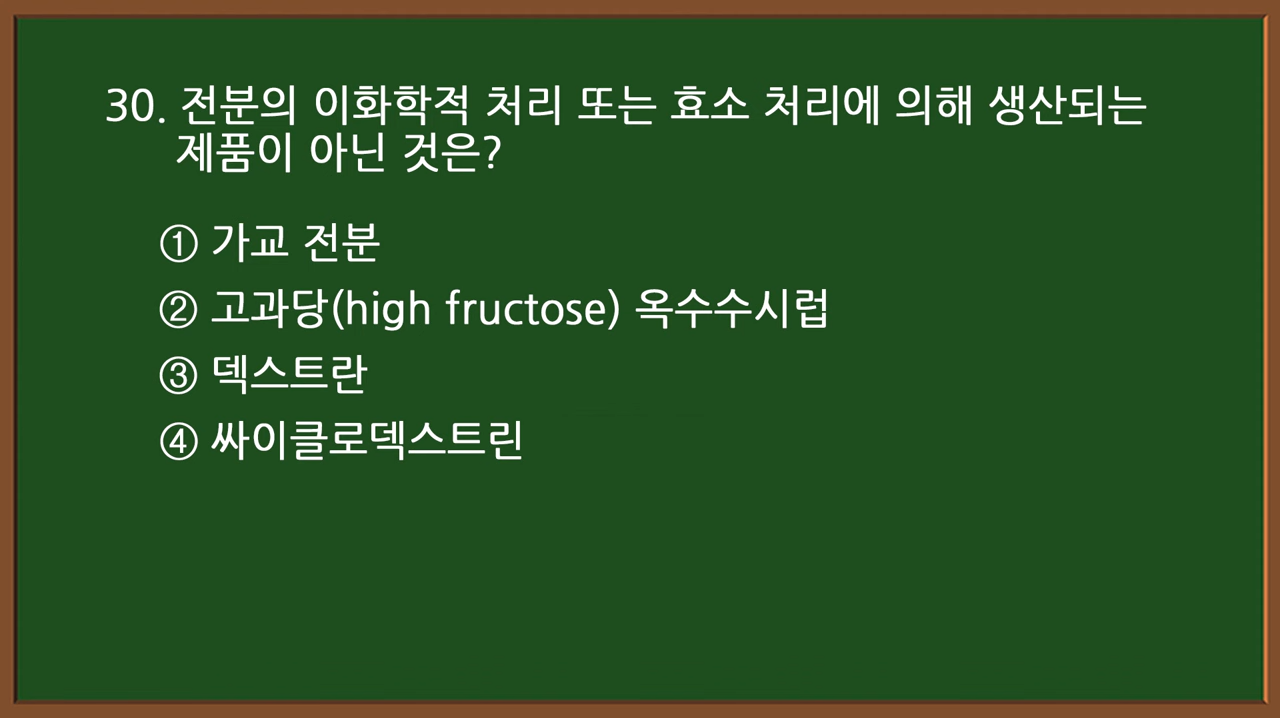 30. 전분의 이화학적 처리 또는 효소 처리에 의해 생산되는
제품이 아닌 것은?
① 가교 전분
② 고과당(high fructose) 옥수수시럽
③ 덱스트란
④ 싸이클로덱스트린